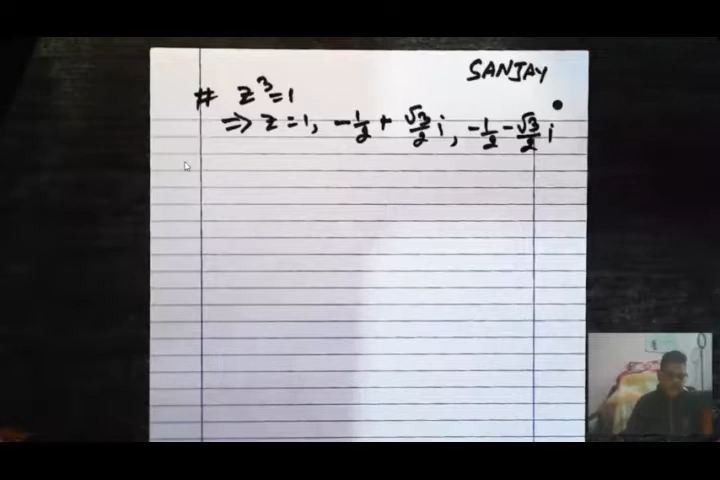 SANJAY
# z³=1
⇒ z=1, -1/2 + √3/2 i, -1/2 - √3/2 i